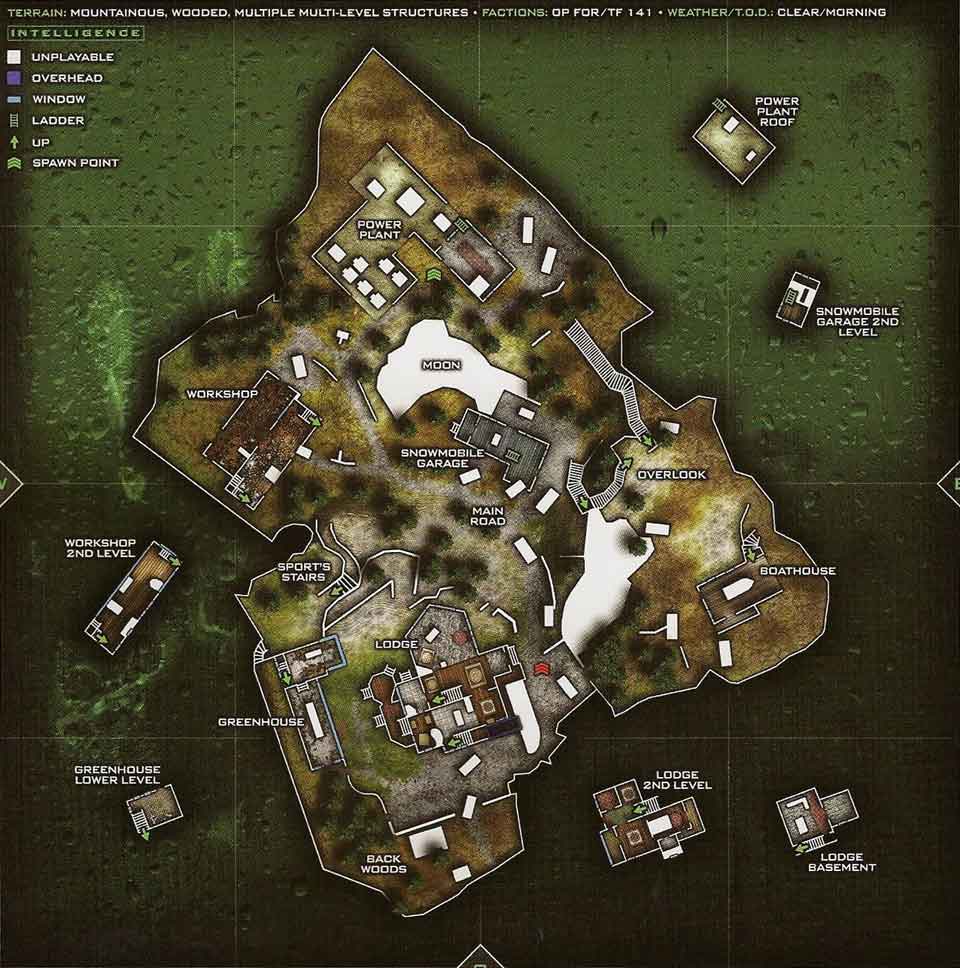 TERRAIN: MOUNTAINOUS, WOODED, MULTIPLE MULTI-LEVEL STRUCTURES • FACTIONS: OP FOR/TF 141 • WEATHER/T.O.D.: CLEAR/MORNING
INTELLIGENCE
UNPLAYABLE
OVERHEAD
WINDOW
LADDER
UP
SPAWN POINT
POWER
PLANT
ROOF
POWER
PLANT
SNOWMOBILE
GARAGE 2ND
LEVEL
MOON
WORKSHOP
SNOWMOBILE
GARAGE
OVERLOOK
MAIN
ROAD
WORKSHOP
2ND LEVEL
SPORT'S
STAIRS
BOATHOUSE
LODGE
GREENHOUSE
GREENHOUSE
LOWER LEVEL
LODGE
2ND LEVEL
BACK
WOODS
LODGE
BASEMENT